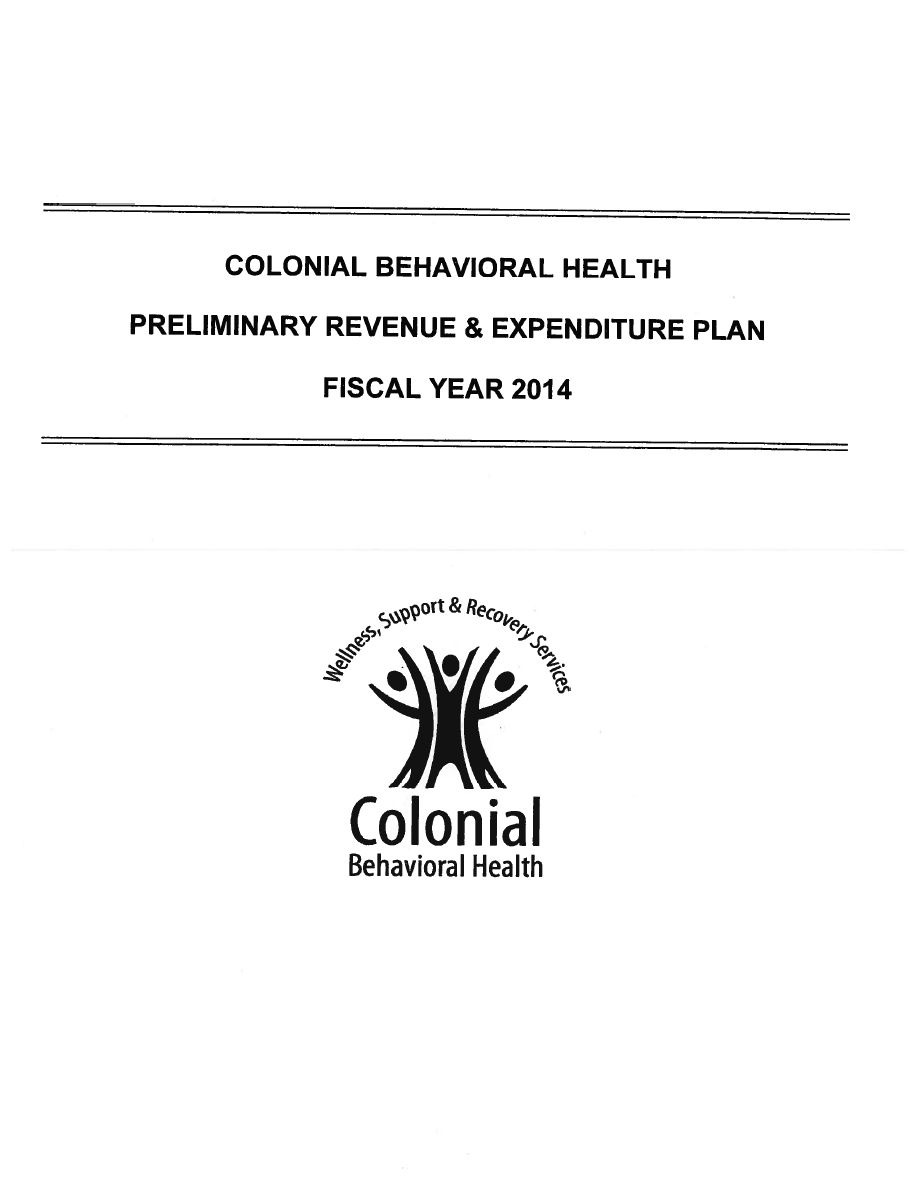 COLONIAL BEHAVIORAL HEALTH
PRELIMINARY REVENUE & EXPENDITURE PLAN
FISCAL YEAR 2014
Wellness, Support & Recovery Services
Colonial
Behavioral Health